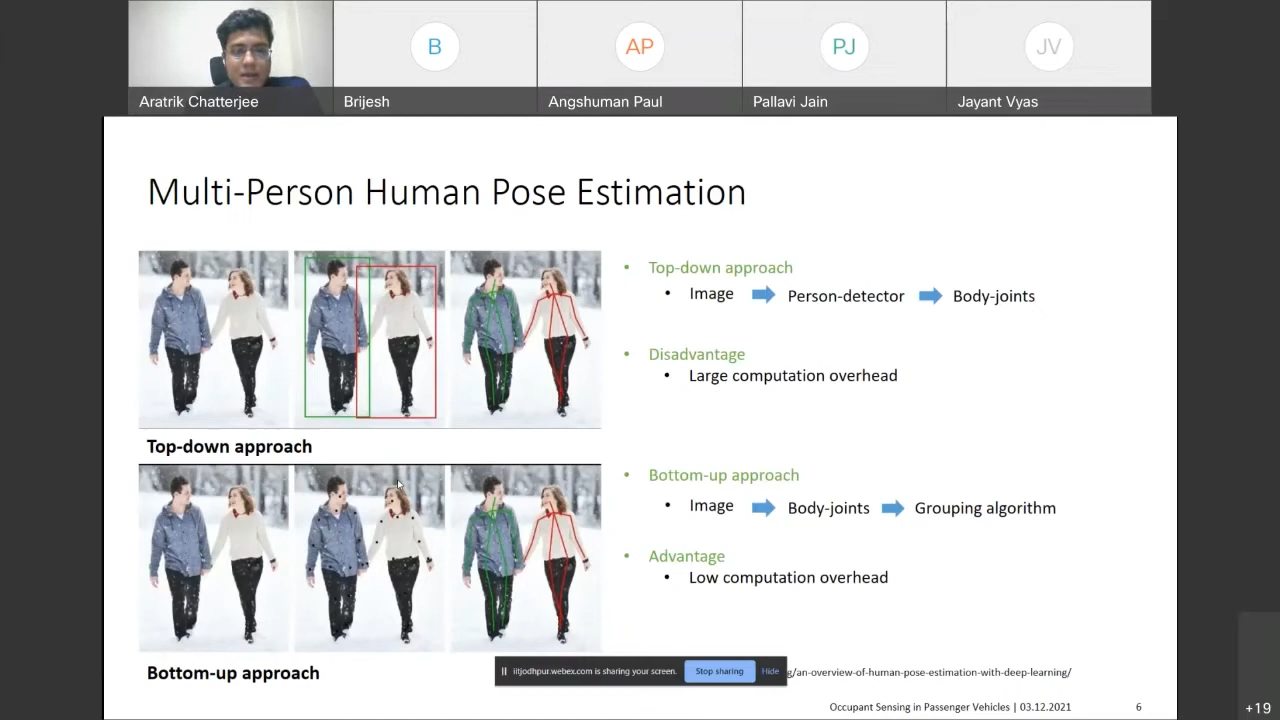 B
AP
PJ
JV
Aratrik Chatterjee
Brijesh
Angshuman Paul
Pallavi Jain
Jayant Vyas
Multi-Person Human Pose Estimation
• Top-down approach
• Image Person-detector Body-joints
• Disadvantage
• Large computation overhead
Top-down approach
• Bottom-up approach
• Image Body-joints Grouping algorithm
• Advantage
• Low computation overhead
Bottom-up approach
iitjodhpur.webex.com is sharing your screen. Stop sharing Hide
g/an-overview-of-human-pose-estimation-with-deep-learning/
Occupant Sensing in Passenger Vehicles | 03.12.2021 6
+19